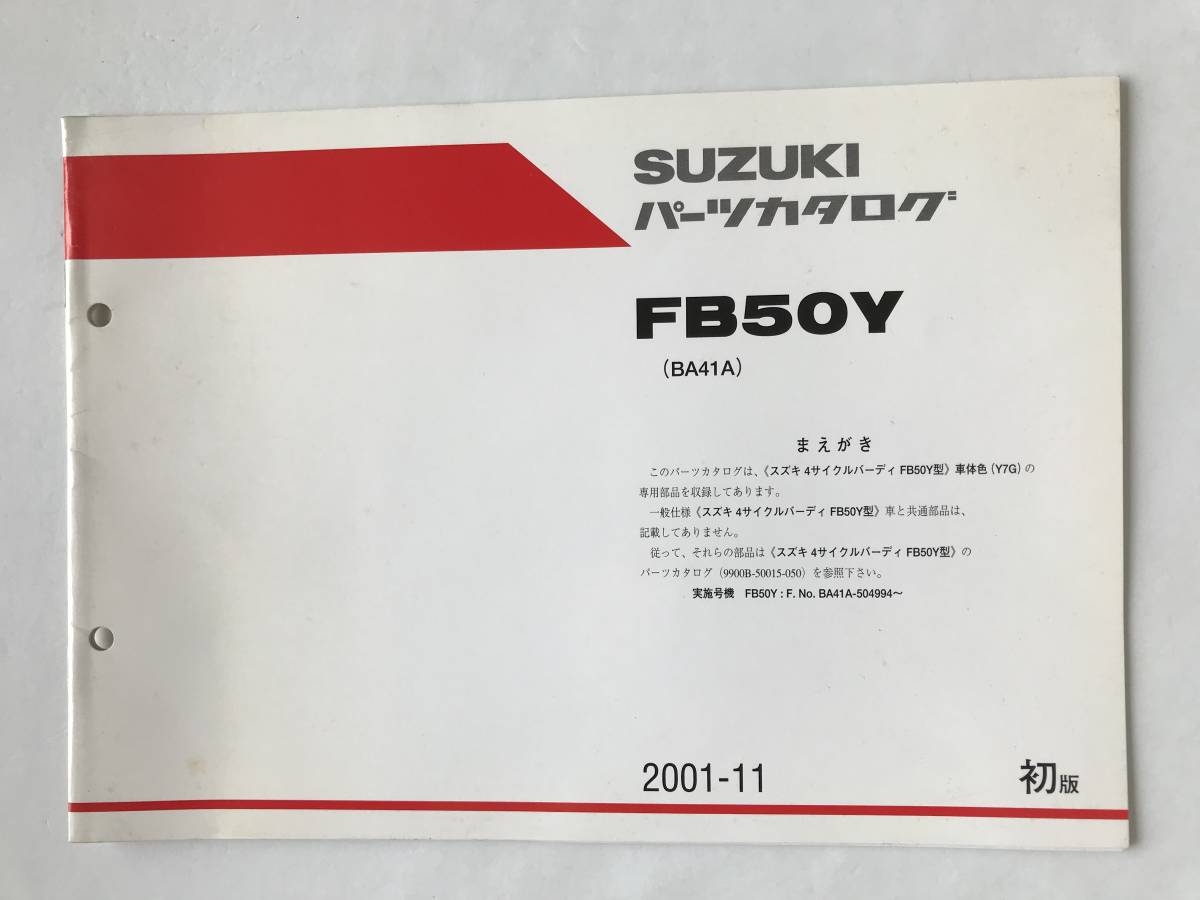 SUZUKI
パーツカタログ
FB50Y
（BA41A）
まえがき
このパーツカタログは、《スズキ 4サイクルバーディ FB50Y型》車体色（Y7G）の
専用部品を収録してあります。
一般仕様《スズキ 4サイクルバーディ FB50Y型》車と共通部品は、
記載してありません。
従って、それらの部品は《スズキ 4サイクルバーディ FB50Y型》の
パーツカタログ（9900B-50015-050）を参照下さい。
実施号機 FB50Y : F. No. BA41A-504994〜
2001-11 初版